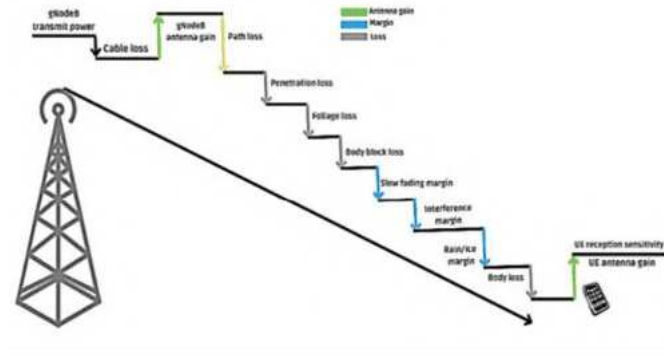 gNodeB
transmit power
Cable loss
gNodeB
antenna gain
Path loss
Antenna gain
Margin
Loss
Penetration loss
Foliage loss
Body block loss
Slow fading margin
Interference
margin
Rain/Ice
margin
Body loss
UE reception sensitivity
UE antenna gain